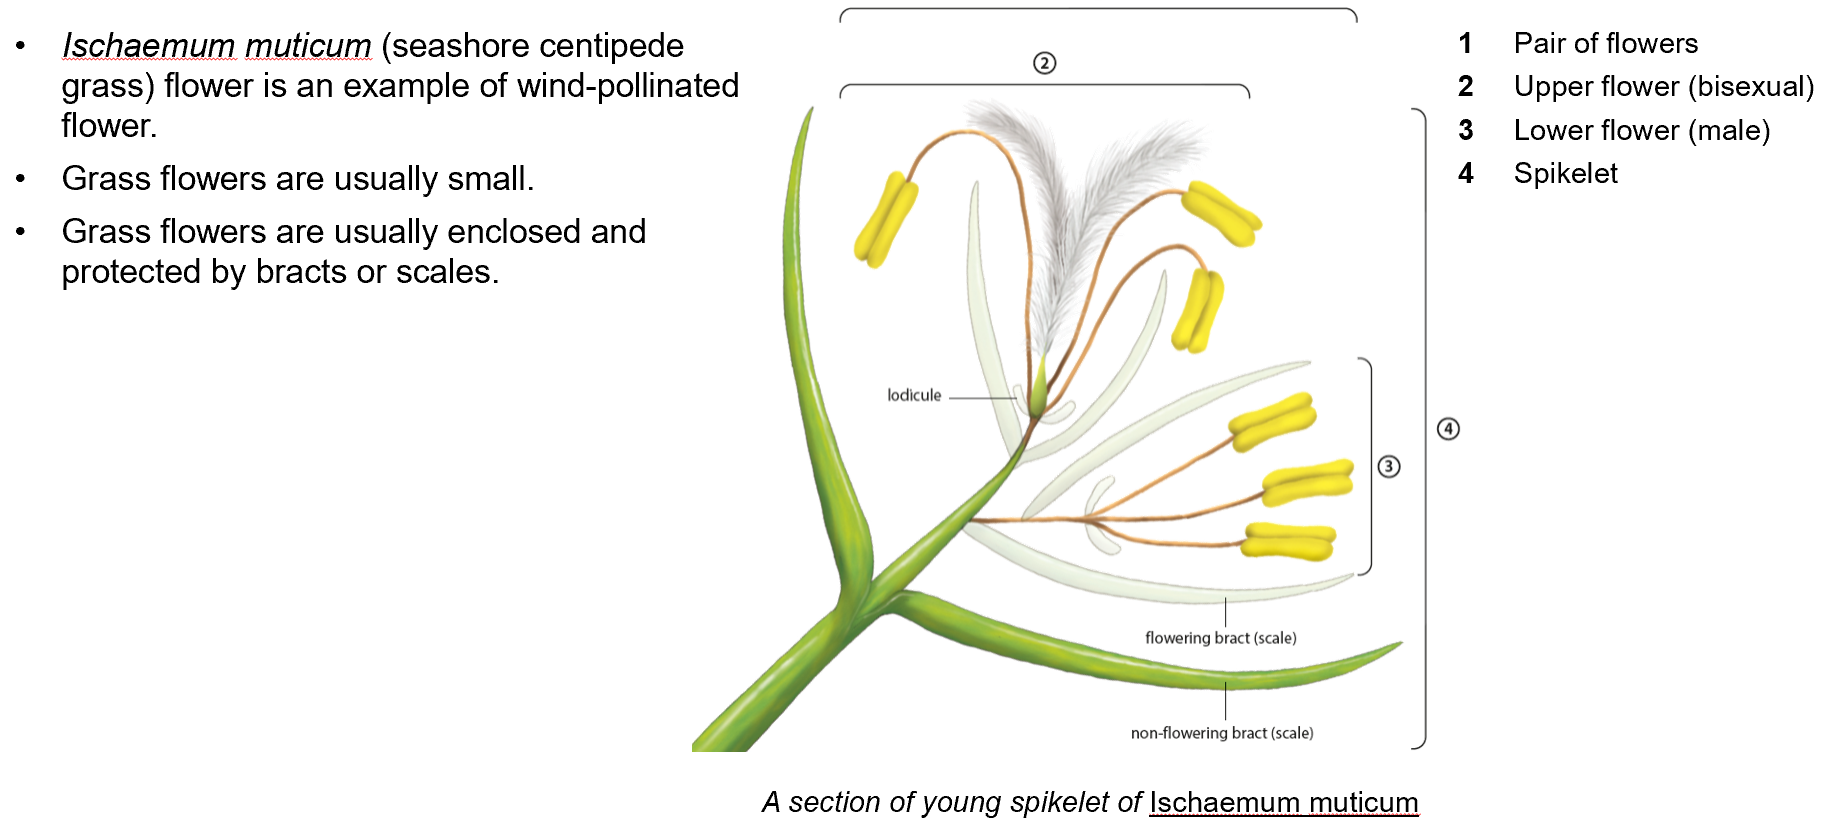 • Ischaemum muticum (seashore centipede
grass) flower is an example of wind-pollinated
flower.
• Grass flowers are usually small.
• Grass flowers are usually enclosed and
protected by bracts or scales.
②
lodicule
③
④
flowering bract (scale)
non-flowering bract (scale)
1 Pair of flowers
2 Upper flower (bisexual)
3 Lower flower (male)
4 Spikelet
A section of young spikelet of Ischaemum muticum